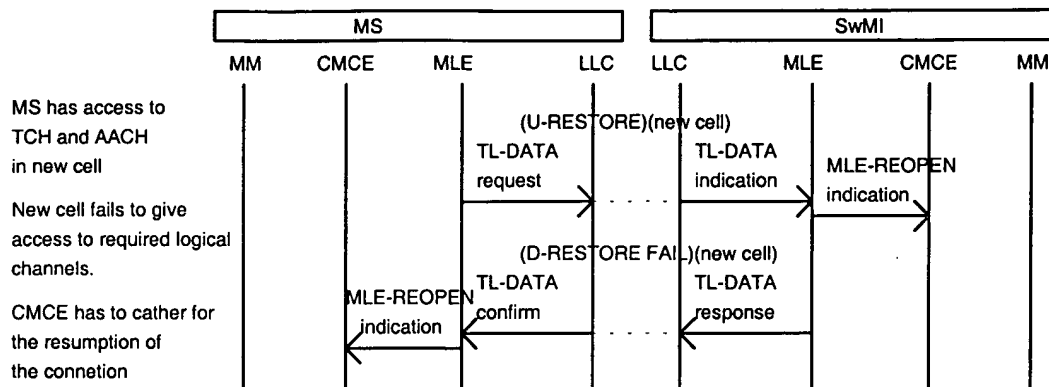 MS SwMI
MM CMCE MLE LLC LLC MLE CMCE MM
MS has access to
TCH and AACH
in new cell
(U-RESTORE)(new cell)
TL-DATA
request
TL-DATA
indication
MLE-REOPEN
indication
New cell fails to give
access to required logical
channels.
(D-RESTORE FAIL)(new cell)
MLE-REOPEN
indication
TL-DATA
confirm
TL-DATA
response
CMCE has to cather for
the resumption of
the connetion